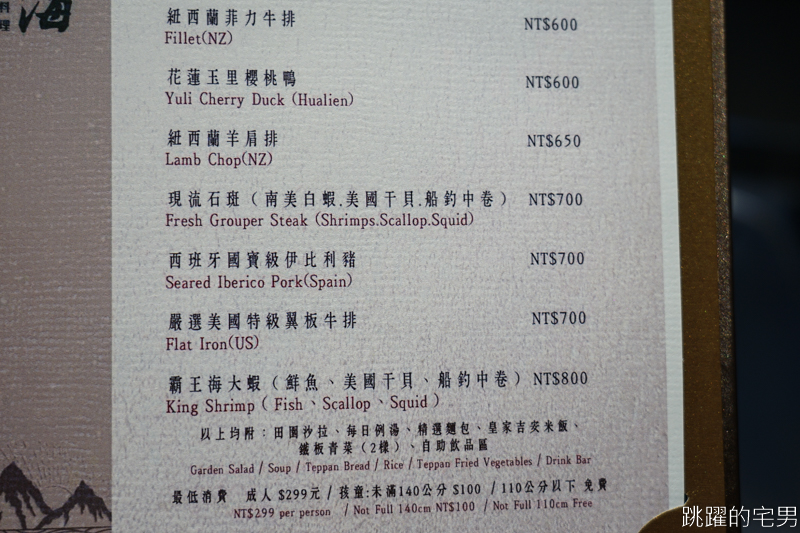 海
料
理
紐西蘭菲力牛排 NT$600
Fillet(NZ)
花蓮玉里櫻桃鴨 NT$600
Yuli Cherry Duck (Hualien)
紐西蘭羊肩排 NT$650
Lamb Chop(NZ)
現流石斑（南美白蝦.美國干貝.船釣中卷） NT$700
Fresh Grouper Steak (Shrimps.Scallop.Squid)
西班牙國寶級伊比利豬 NT$700
Seared Iberico Pork(Spain)
嚴選美國特級翼板牛排 NT$700
Flat Iron(US)
霸王海大蝦（鮮魚、美國干貝、船釣中卷） NT$800
King Shrimp ( Fish、Scallop、Squid )
以上均附：田園沙拉、每日例湯、精選麵包、皇家吉安米飯、
鐵板青菜（2樣）、自助飲品區
Garden Salad / Soup / Teppan Bread / Rice / Teppan Fried Vegetables / Drink Bar
最低消費 成人 $299元 / 孩童:未滿140公分 $100 / 110公分以下 免費
NT$299 per person / Not Full 140cm NT$100 / Not Full 110cm Free
跳躍的宅男